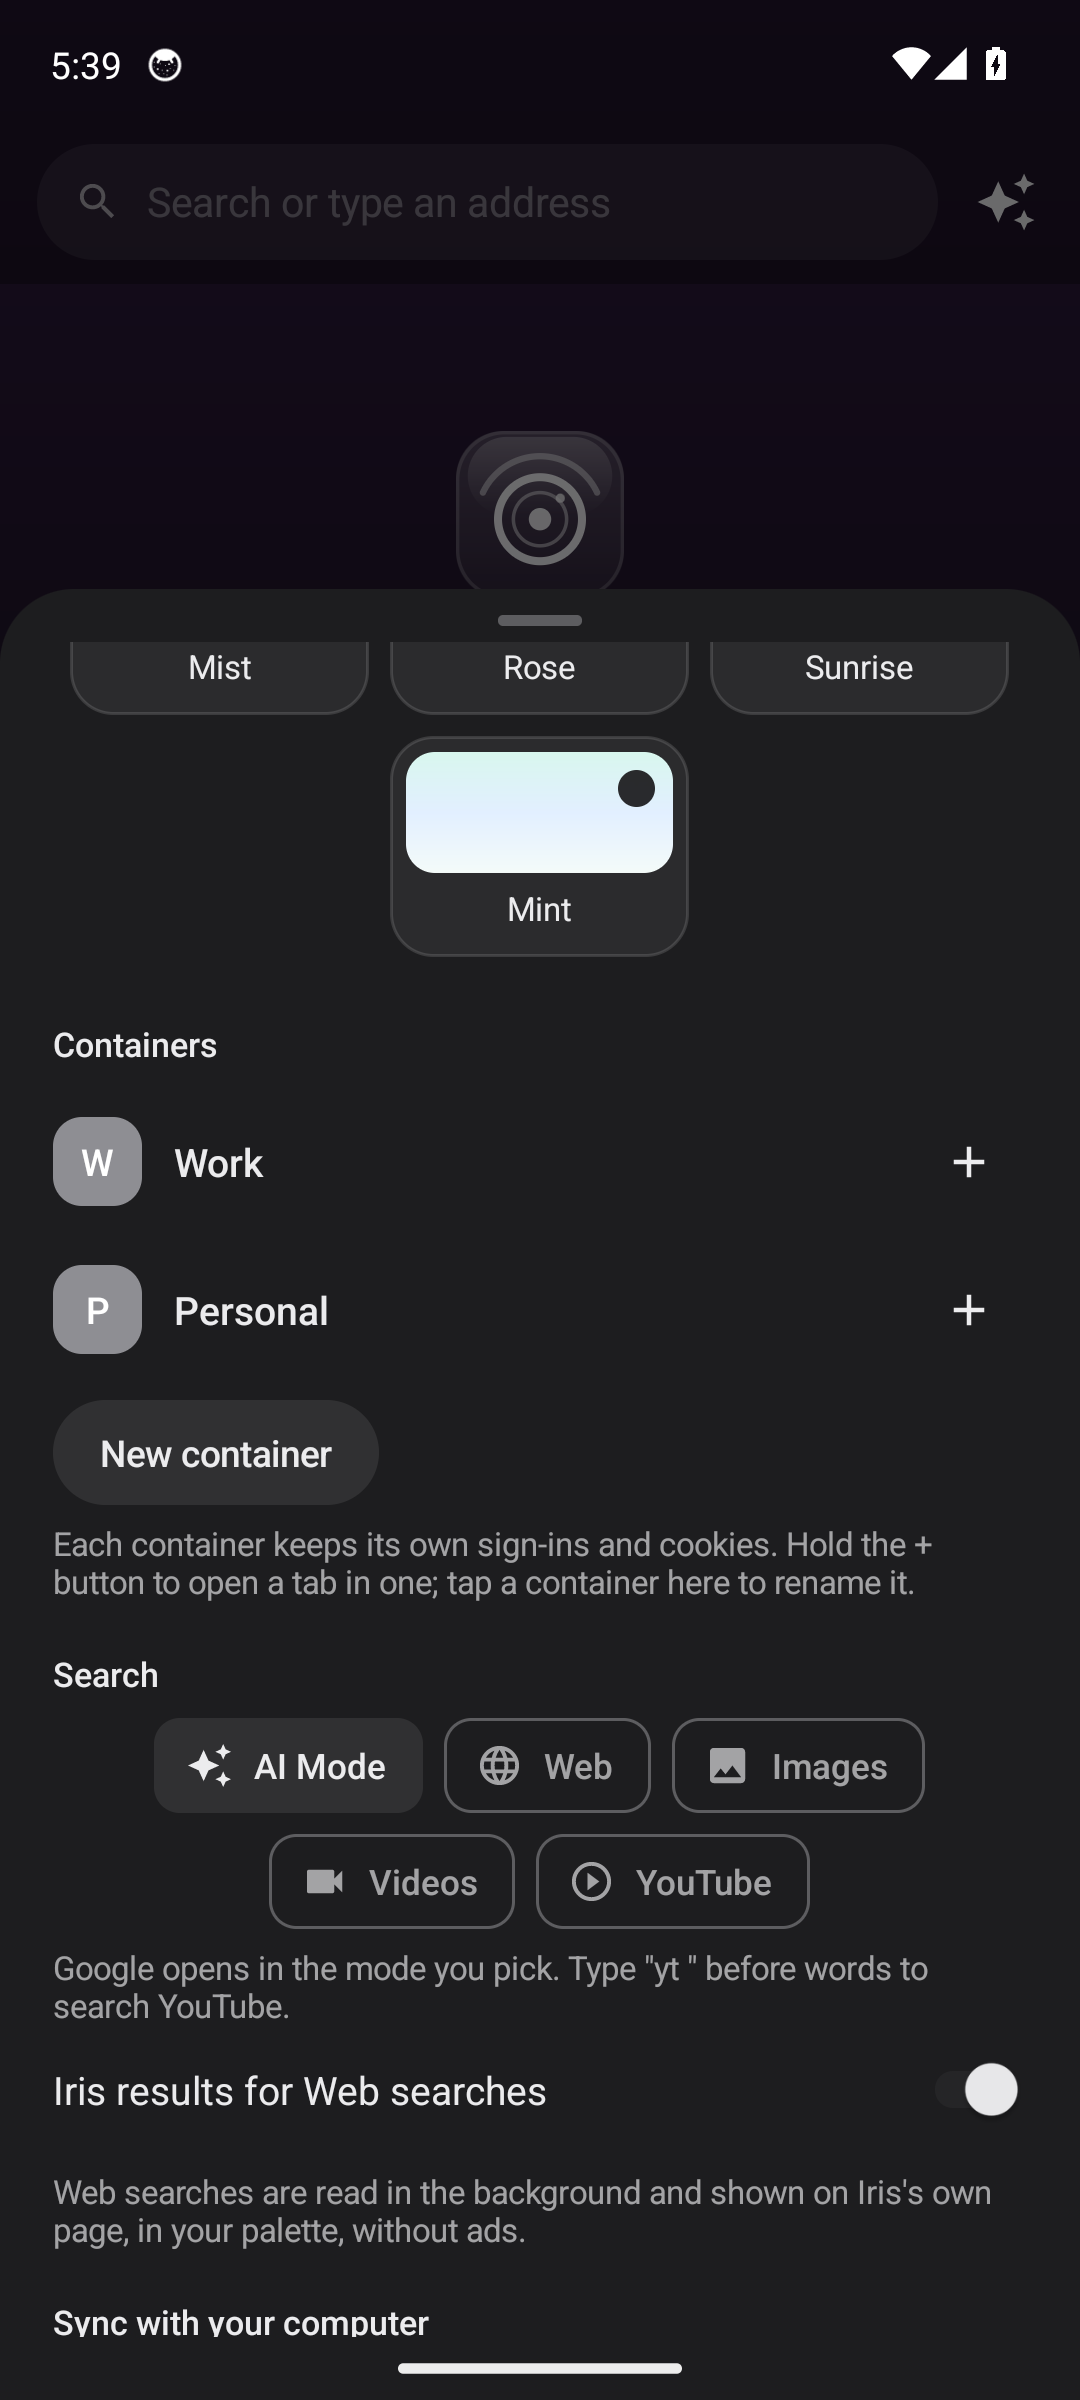 5:39
Search or type an address
Mist
Rose
Sunrise
Mint
Containers
W
Work
P
Personal
New container
Each container keeps its own sign-ins and cookies. Hold the +
button to open a tab in one; tap a container here to rename it.
Search
AI Mode
Web
Images
Videos
YouTube
Google opens in the mode you pick. Type "yt " before words to
search YouTube.
Iris results for Web searches
Web searches are read in the background and shown on Iris's own
page, in your palette, without ads.
Sync with your computer